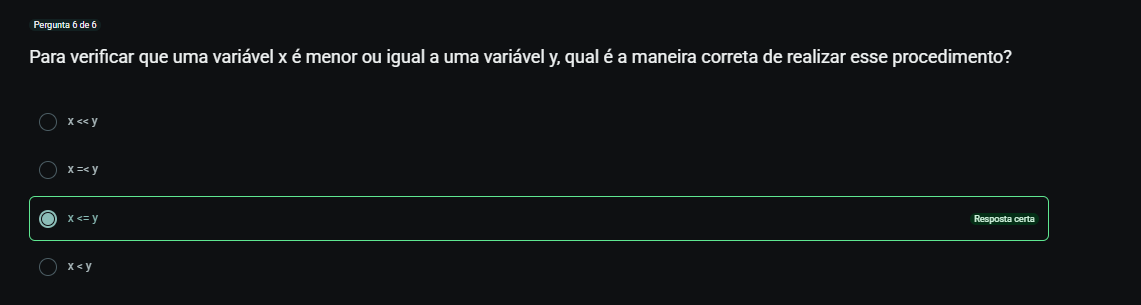 Pergunta 6 de 6
Para verificar que uma variável x é menor ou igual a uma variável y, qual é a maneira correta de realizar esse procedimento?
x << y
x =< y
x <= y Resposta certa
x < y